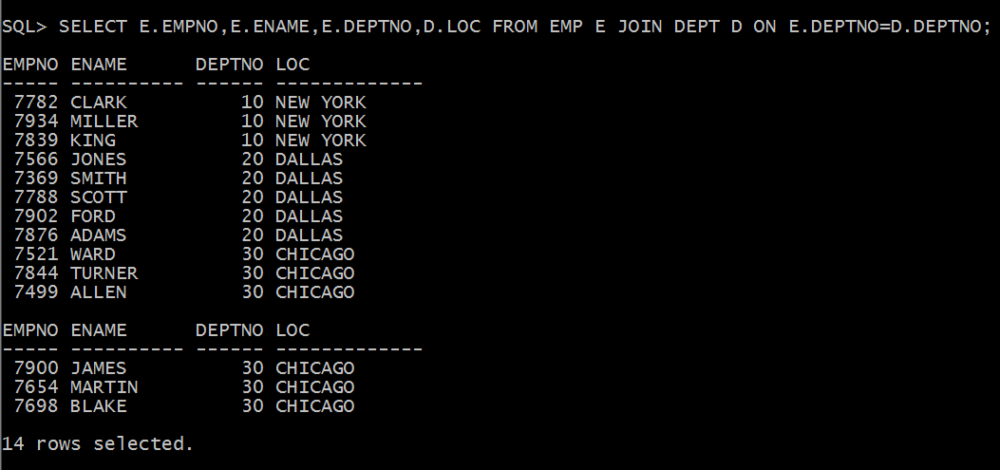 SQL> SELECT E.EMPNO,E.ENAME,E.DEPTNO,D.LOC FROM EMP E JOIN DEPT D ON E.DEPTNO=D.DEPTNO;
EMPNO ENAME      DEPTNO LOC
----- ---------- ------ -------------
 7782 CLARK          10 NEW YORK
 7934 MILLER         10 NEW YORK
 7839 KING           10 NEW YORK
 7566 JONES          20 DALLAS
 7369 SMITH          20 DALLAS
 7788 SCOTT          20 DALLAS
 7902 FORD           20 DALLAS
 7876 ADAMS          20 DALLAS
 7521 WARD           30 CHICAGO
 7844 TURNER         30 CHICAGO
 7499 ALLEN          30 CHICAGO
EMPNO ENAME      DEPTNO LOC
----- ---------- ------ -------------
 7900 JAMES          30 CHICAGO
 7654 MARTIN         30 CHICAGO
 7698 BLAKE          30 CHICAGO
14 rows selected.